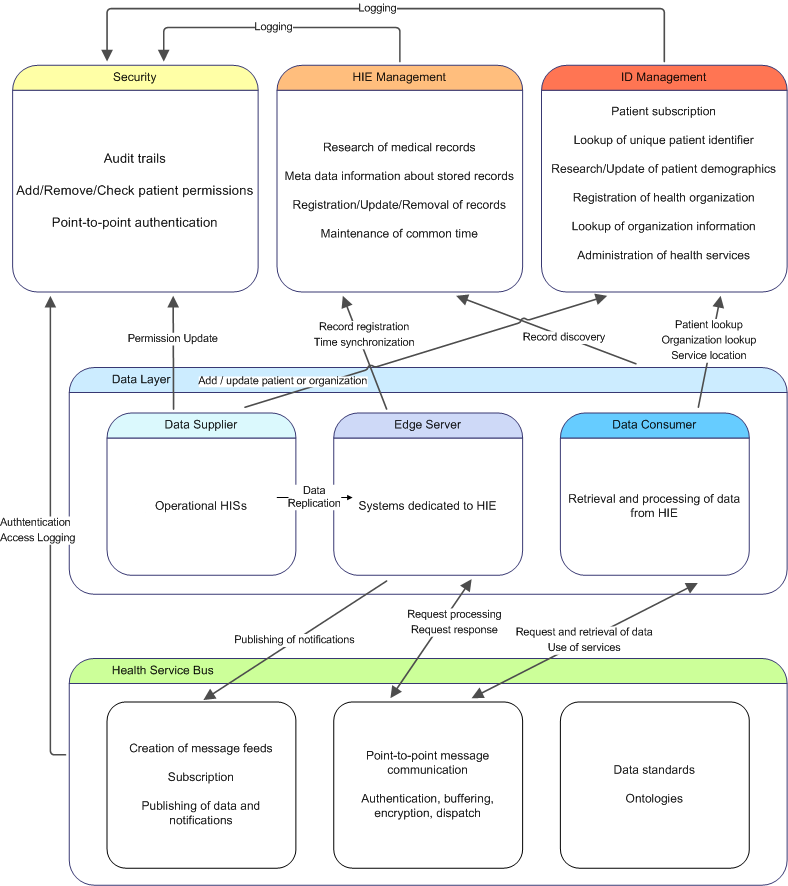 Logging
Logging
Security
HIE Management
ID Management
Audit trails
Add/Remove/Check patient permissions
Point-to-point authentication
Research of medical records
Meta data information about stored records
Registration/Update/Removal of records
Maintenance of common time
Patient subscription
Lookup of unique patient identifier
Research/Update of patient demographics
Registration of health organization
Lookup of organization information
Administration of health services
Permission Update
Record registration
Time synchronization
Record discovery
Patient lookup
Organization lookup
Service location
Data Layer
Add / update patient or organization
Data Supplier
Edge Server
Data Consumer
Operational HISs
Data
Replication
Systems dedicated to HIE
Retrieval and processing of data
from HIE
Authtentication
Access Logging
Publishing of notifications
Request processing
Request response
Request and retrieval of data
Use of services
Health Service Bus
Creation of message feeds
Subscription
Publishing of data and
notifications
Point-to-point message
communication
Authentication, buffering,
encryption, dispatch
Data standards
Ontologies